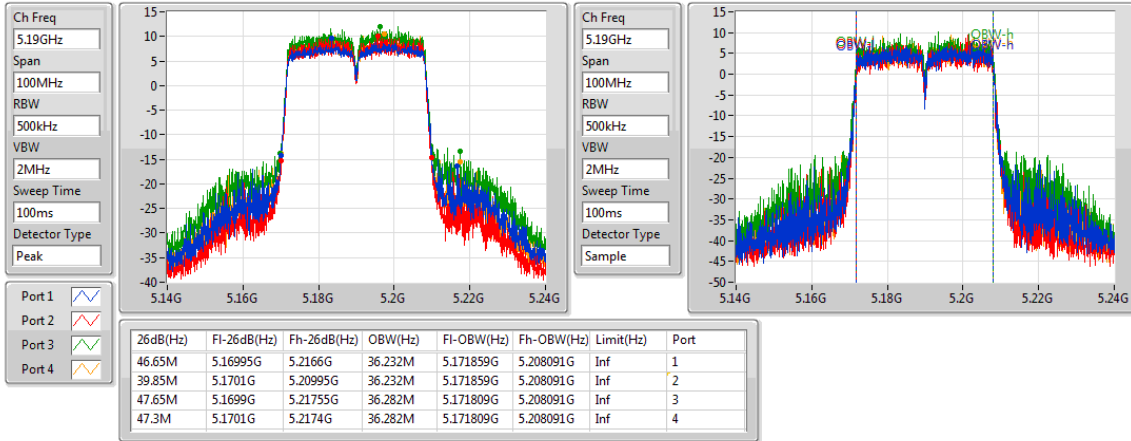 Ch Freq
5.19GHz
Span
100MHz
RBW
500kHz
VBW
2MHz
Sweep Time
100ms
Detector Type
Peak
15
10
5
0
-5
-10
-15
-20
-25
-30
-35
-40
5.14G 5.16G 5.18G 5.2G 5.22G 5.24G
Ch Freq
5.19GHz
Span
100MHz
RBW
500kHz
VBW
2MHz
Sweep Time
100ms
Detector Type
Sample
15
10
5
0
-5
-10
-15
-20
-25
-30
-35
-40
-45
-50
OBW-h
OBW-h
5.14G 5.16G 5.18G 5.2G 5.22G 5.24G
Port 1
Port 2
Port 3
Port 4
26dB(Hz) Fl-26dB(Hz) Fh-26dB(Hz) OBW(Hz) Fl-OBW(Hz) Fh-OBW(Hz) Limit(Hz) Port
46.65M 5.16995G 5.2166G 36.232M 5.171859G 5.208091G Inf 1
39.85M 5.1701G 5.20995G 36.232M 5.171859G 5.208091G Inf 2
47.65M 5.1699G 5.21755G 36.282M 5.171809G 5.208091G Inf 3
47.3M 5.1701G 5.2174G 36.282M 5.171809G 5.208091G Inf 4